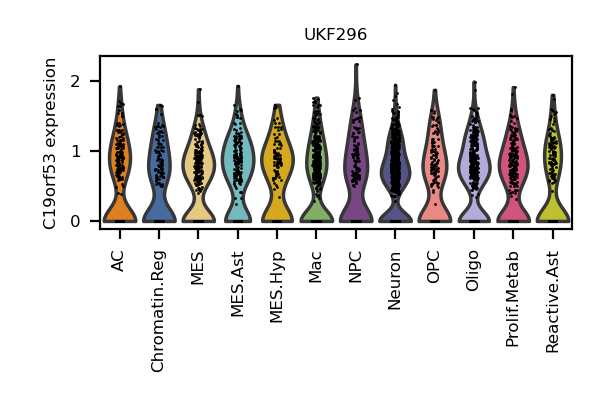 UKF296
C19orf53 expression
2
1
0
AC
Chromatin.Reg
MES
MES.Ast
MES.Hyp
Mac
NPC
Neuron
OPC
Oligo
Prolif.Metab
Reactive.Ast